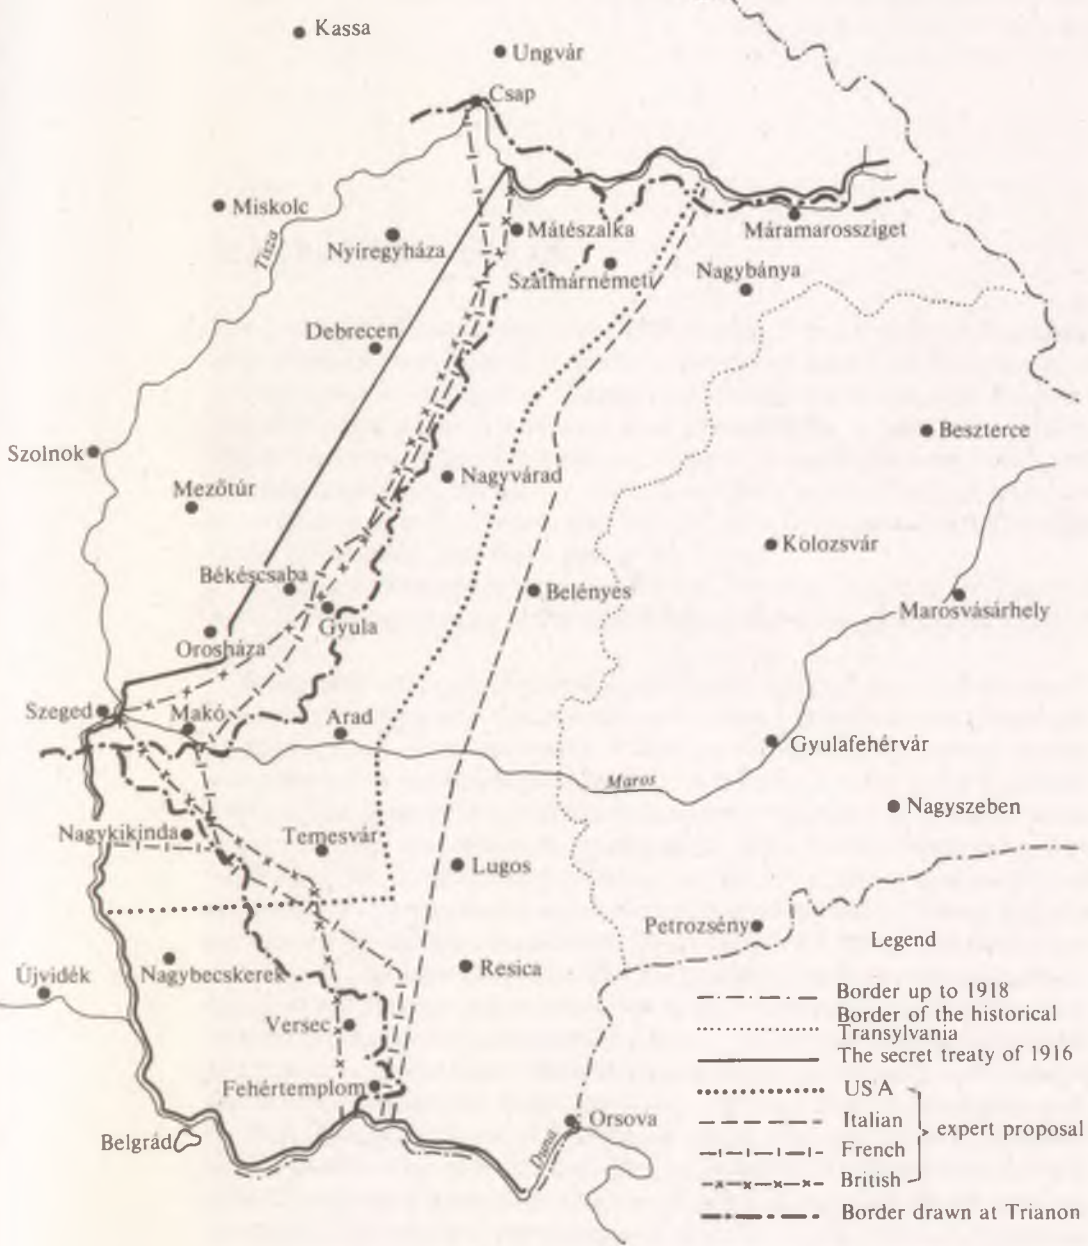 Kassa
Ungvár
Csap
Miskolc
Tisza
Nyíregyháza
Mátészalka
Máramarossziget
Szatmárnémeti
Nagybánya
Debrecen
Szolnok
Beszterce
Mezőtúr
Nagyvárad
Kolozsvár
Békéscsaba
Belényes
Marosvásárhely
Gyula
Orosháza
Szeged
Makó
Arad
Gyulafehérvár
Maros
Nagyszeben
Nagykikinda
Temesvár
Lugos
Petrozsény
Újvidék
Nagybecskerek
Resica
Versec
Fehértemplom
Orsova
Belgrád
Duna
Legend
Border up to 1918
Border of the historical
Transylvania
The secret treaty of 1916
USA
Italian
expert proposal
French
British
Border drawn at Trianon